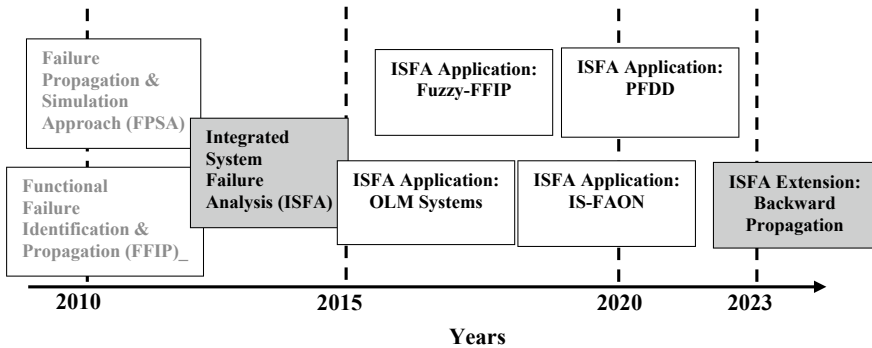 Failure
Propagation &
Simulation
Approach (FPSA)
Functional
Failure
Identification &
Propagation (FFIP)_
Integrated
System
Failure
Analysis (ISFA)
ISFA Application:
Fuzzy-FFIP
ISFA Application:
OLM Systems
ISFA Application:
PFDD
ISFA Application:
IS-FAON
ISFA Extension:
Backward
Propagation
2010
2015
2020
2023
Years